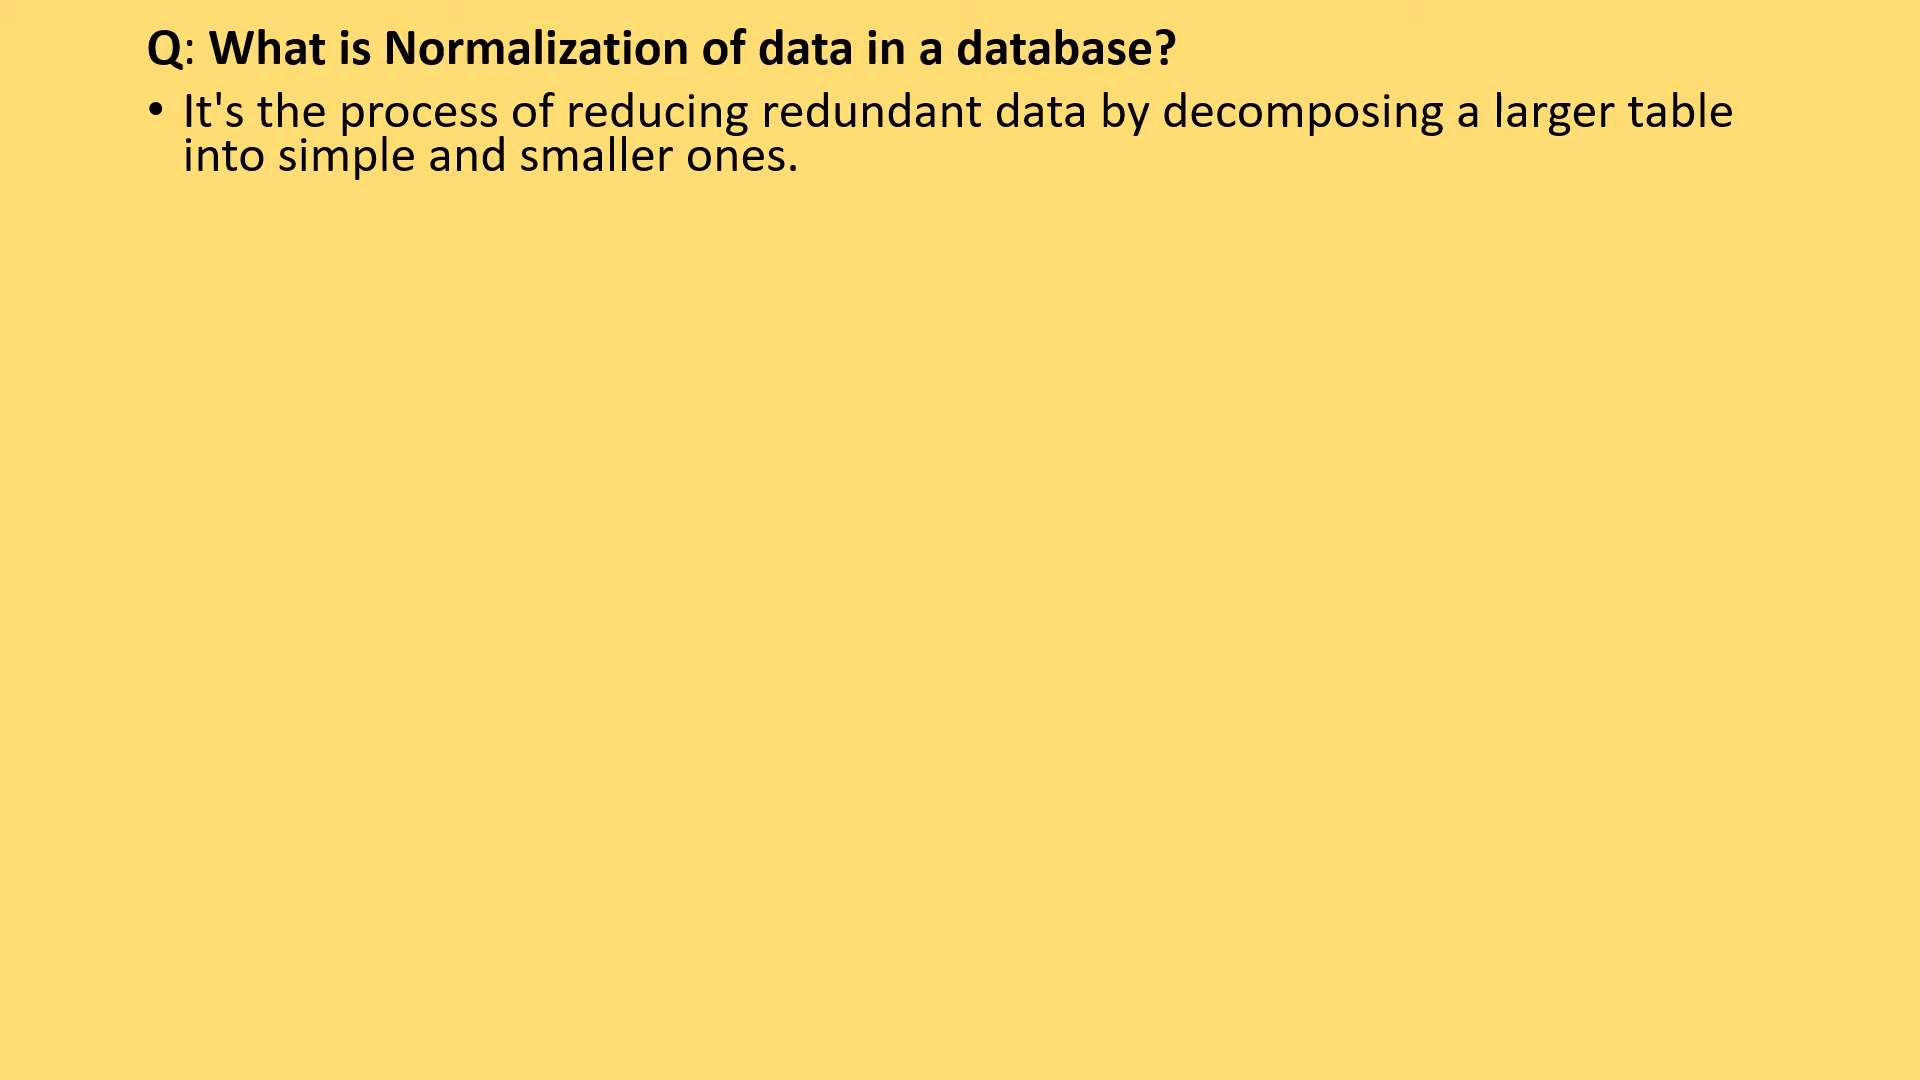 Q: What is Normalization of data in a database?
• It's the process of reducing redundant data by decomposing a larger table
into simple and smaller ones.